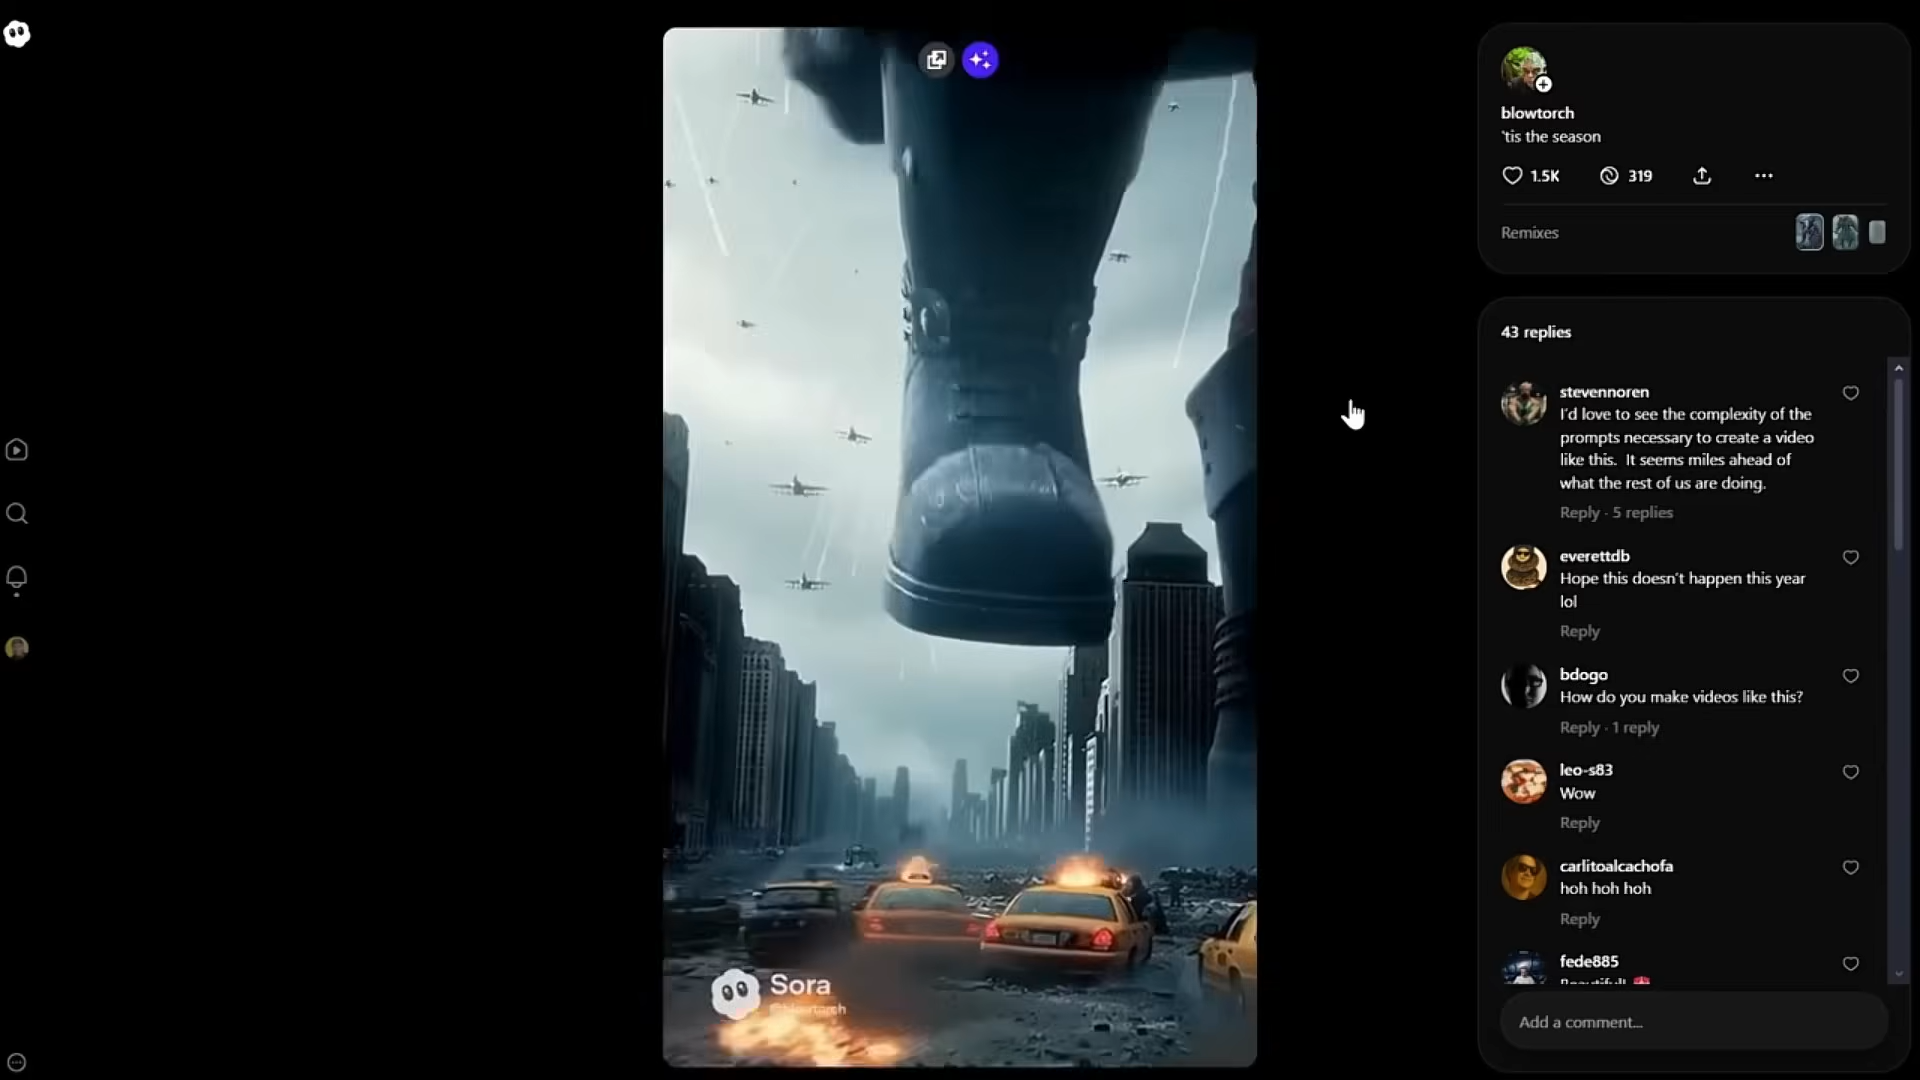 blowtorch
'tis the season
1.5K
319
Remixes
43 replies
stevennoren
I'd love to see the complexity of the
prompts necessary to create a video
like this. It seems miles ahead of
what the rest of us are doing.
Reply · 5 replies
everettdb
Hope this doesn't happen this year
lol
Reply
bdogo
How do you make videos like this?
Reply · 1 reply
leo-s83
Wow
Reply
carlitoalcachofa
hoh hoh hoh
Reply
fede885
Beautiful!
Add a comment...
Sora
@blowtorch